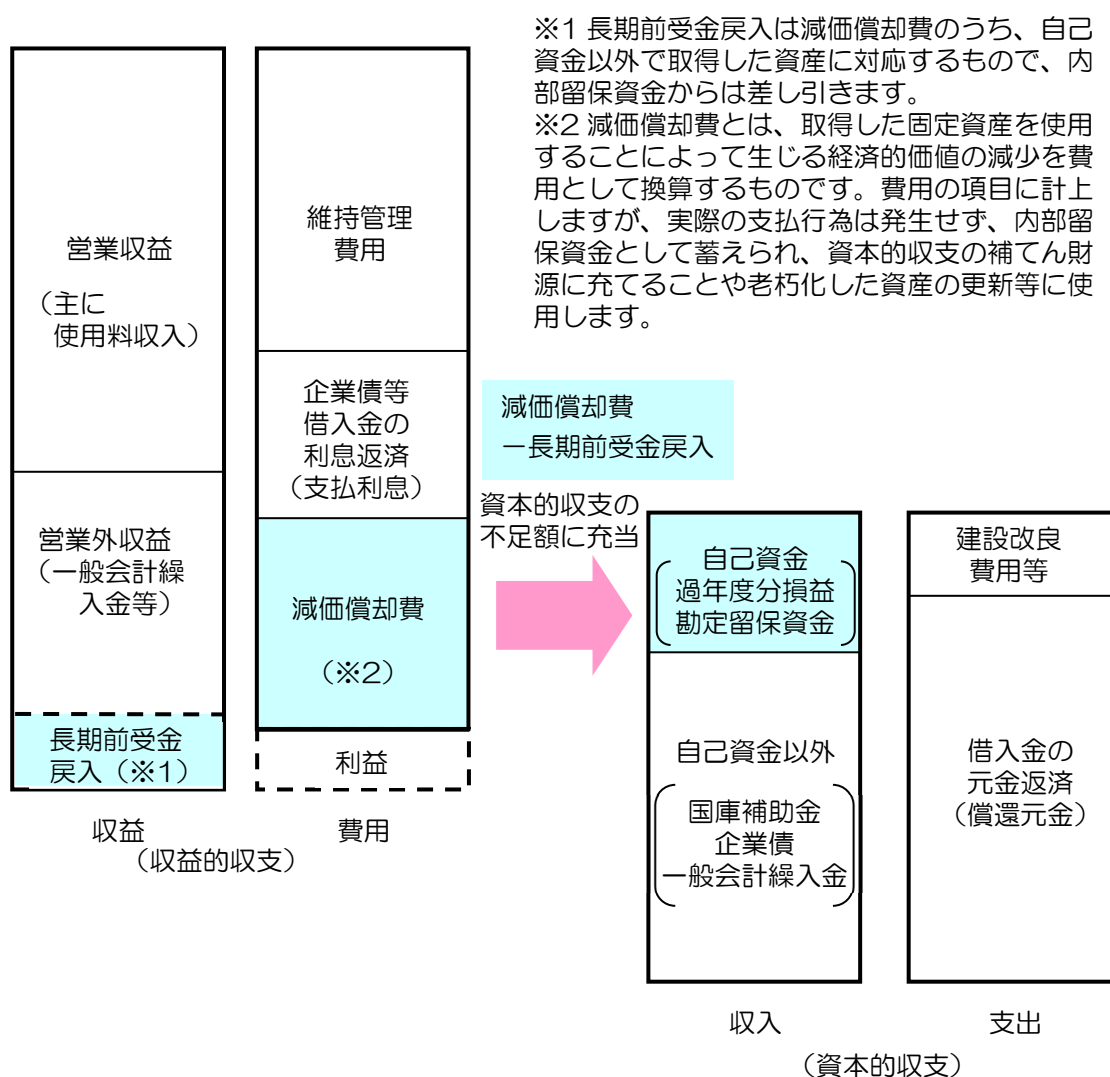 ※1 長期前受金戻入は減価償却費のうち、自己
資金以外で取得した資産に対応するもので、内
部留保資金からは差し引きます。
※2 減価償却費とは、取得した固定資産を使用
することによって生じる経済的価値の減少を費
用として換算するものです。費用の項目に計上
しますが、実際の支払行為は発生せず、内部留
保資金として蓄えられ、資本的収支の補てん財
源に充てることや老朽化した資産の更新等に使
用します。
営業収益
（主に
使用料収入）
営業外収益
（一般会計繰
入金等）
長期前受金
戻入（※1）
収益
維持管理
費用
企業債等
借入金の
利息返済
（支払利息）
減価償却費
（※2）
利益
費用
（収益的収支）
減価償却費
－長期前受金戻入
資本的収支の
不足額に充当
自己資金
過年度分損益
勘定留保資金
自己資金以外
国庫補助金
企業債
一般会計繰入金
収入
建設改良
費用等
借入金の
元金返済
（償還元金）
支出
（資本的収支）